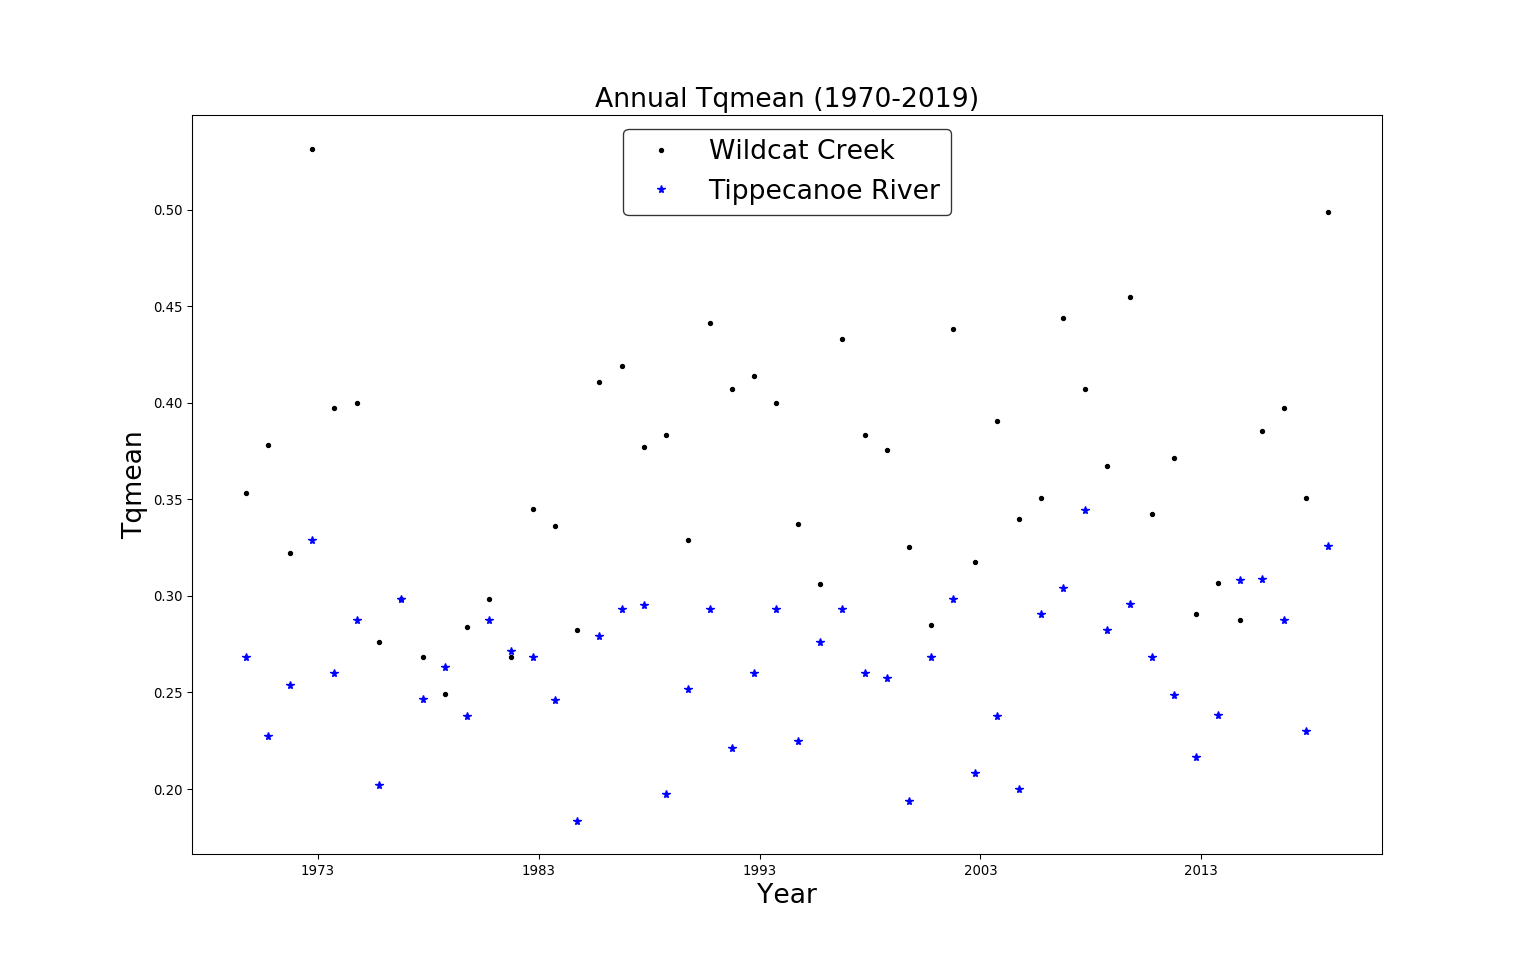 Annual Tqmean (1970-2019)
Wildcat Creek
Tippecanoe River
0.50
0.45
0.40
0.35
0.30
0.25
0.20
Tqmean
1973
1983
1993
2003
2013
Year